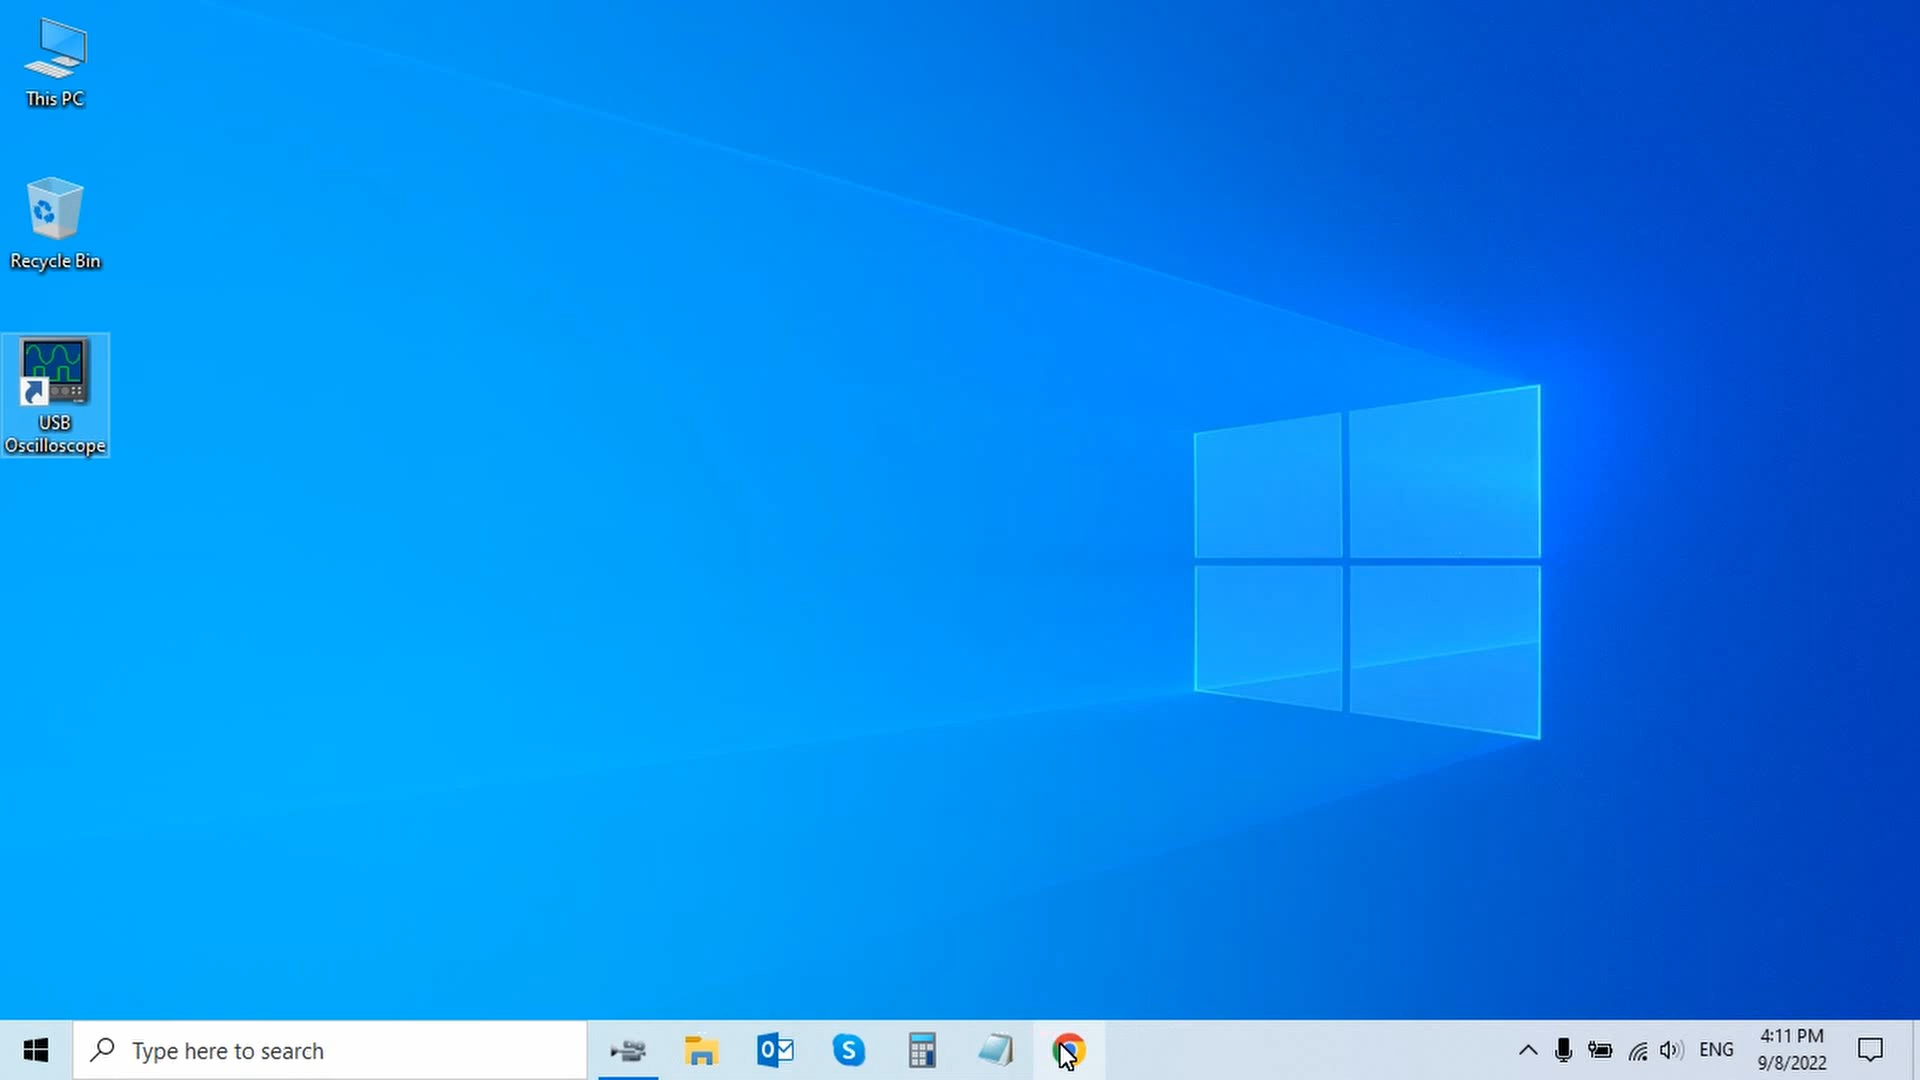 This PC
Recycle Bin
USB
Oscilloscope
Type here to search
ENG
4:11 PM
9/8/2022